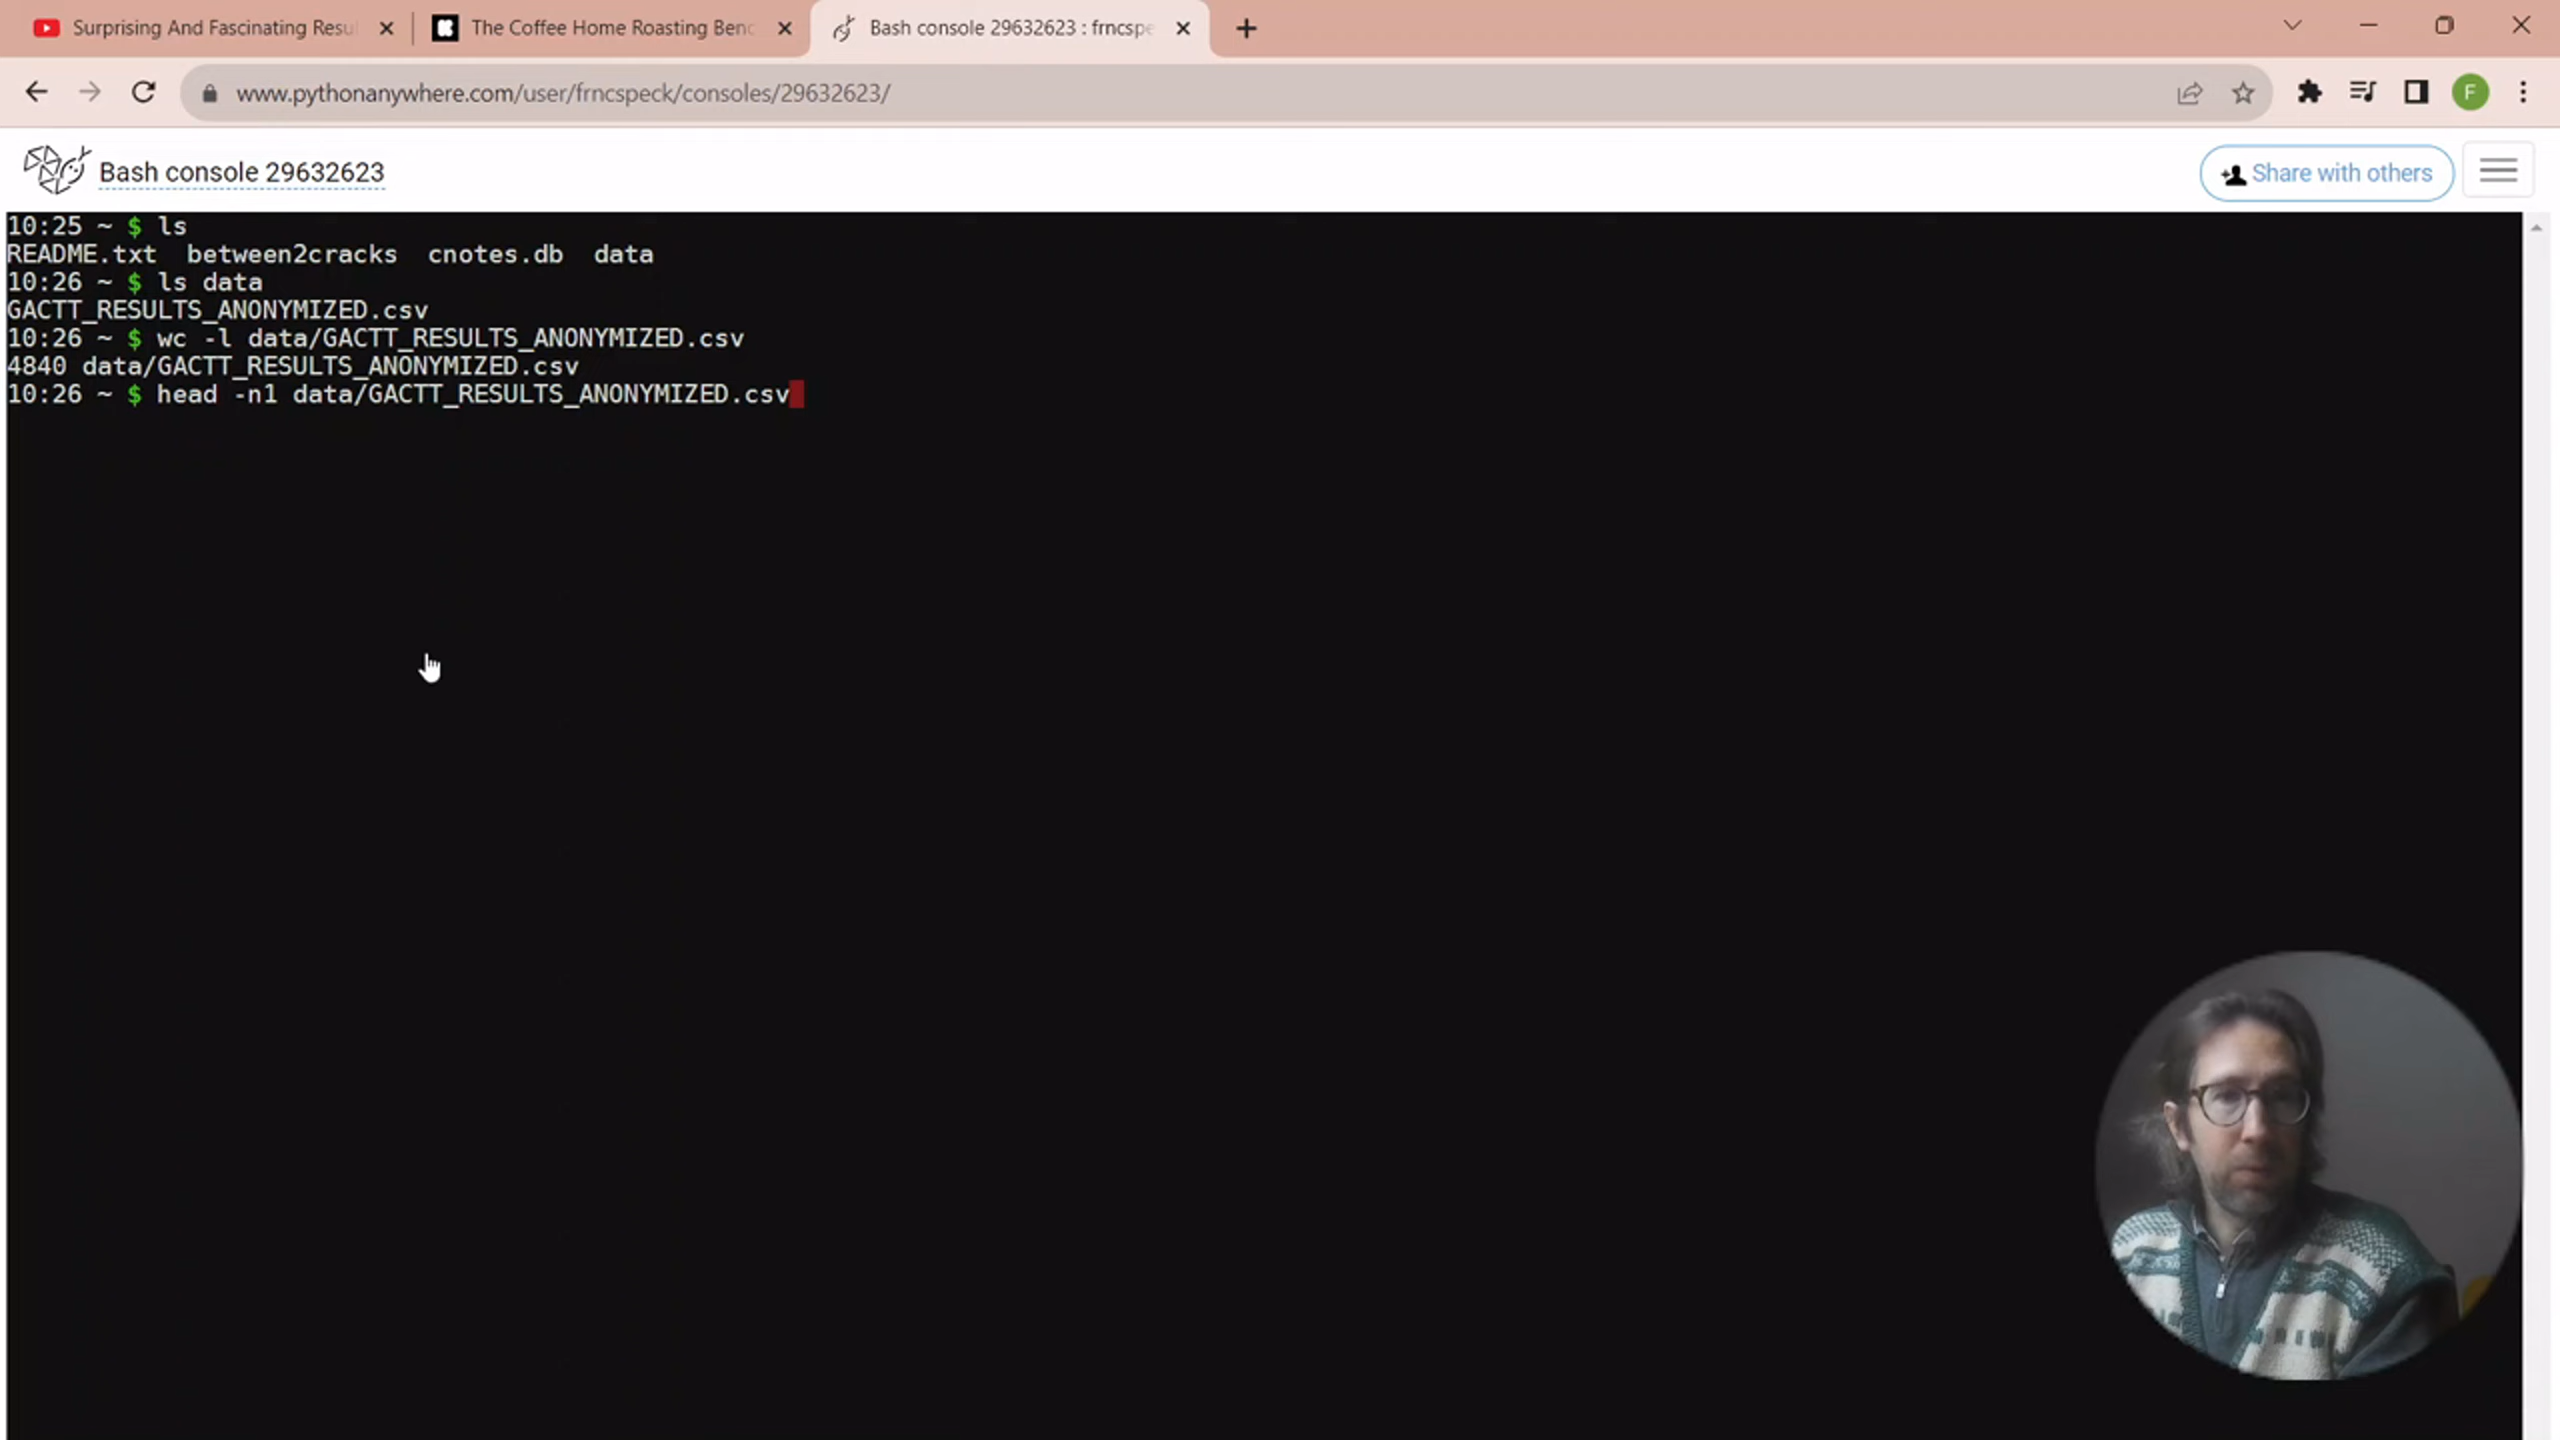 Surprising And Fascinating Resu
The Coffee Home Roasting Benc
Bash console 29632623 : frncspe
www.pythonanywhere.com/user/frncspeck/consoles/29632623/
F
Bash console 29632623
Share with others
10:25 ~ $ ls
README.txt between2cracks cnotes.db data
10:26 ~ $ ls data
GACTT_RESULTS_ANONYMIZED.csv
10:26 ~ $ wc -l data/GACTT_RESULTS_ANONYMIZED.csv
4840 data/GACTT_RESULTS_ANONYMIZED.csv
10:26 ~ $ head -n1 data/GACTT_RESULTS_ANONYMIZED.csv